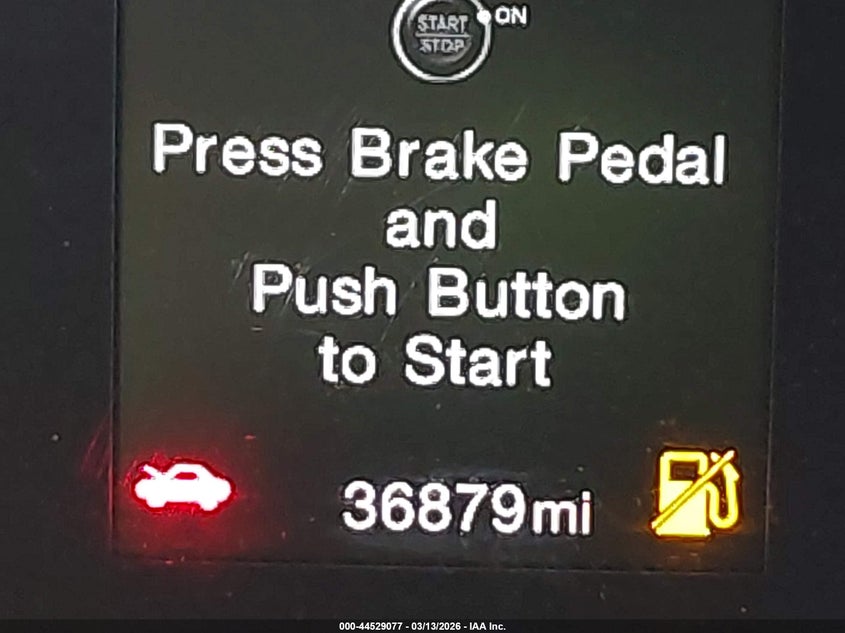 START
STOP
ON
Press Brake Pedal
and
Push Button
to Start
36879mi
000-44529077 - 03/13/2026 - IAA Inc.